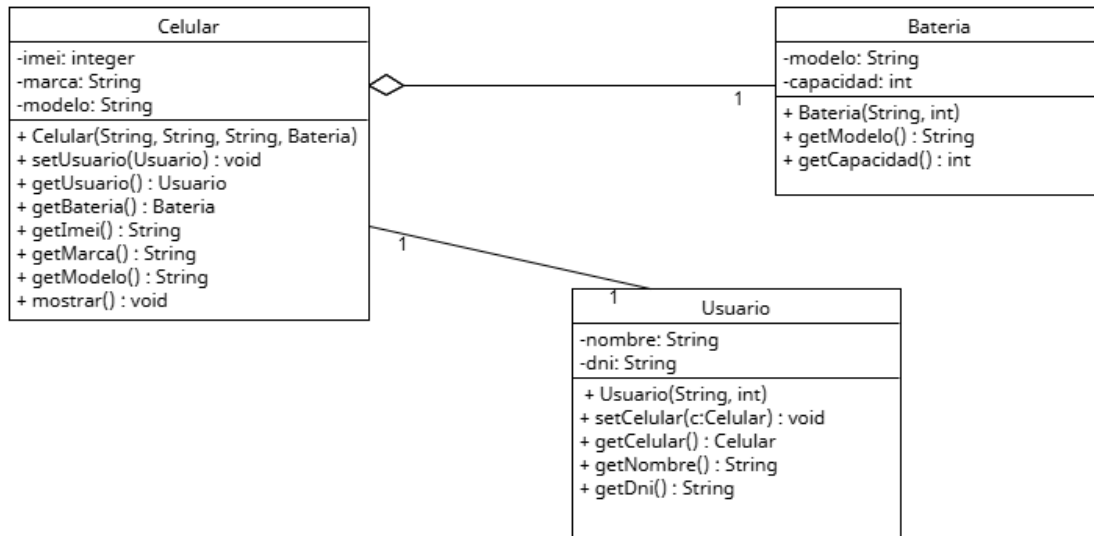 Celular
-imei: integer
-marca: String
-modelo: String
+ Celular(String, String, String, Bateria)
+ setUsuario(Usuario) : void
+ getUsuario() : Usuario
+ getBateria() : Bateria
+ getImei() : String
+ getMarca() : String
+ getModelo() : String
+ mostrar() : void
1
Bateria
-modelo: String
-capacidad: int
+ Bateria(String, int)
+ getModelo() : String
+ getCapacidad() : int
1
1
Usuario
-nombre: String
-dni: String
+ Usuario(String, int)
+ setCelular(c:Celular) : void
+ getCelular() : Celular
+ getNombre() : String
+ getDni() : String